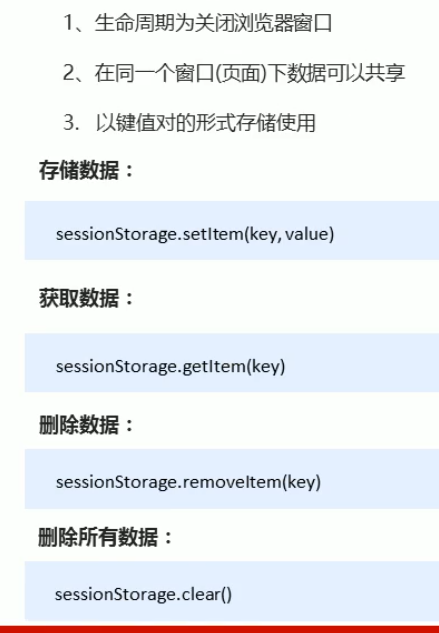 1、生命周期为关闭浏览器窗口
2、在同一个窗口(页面)下数据可以共享
3. 以键值对的形式存储使用
存储数据：
sessionStorage.setItem(key, value)
获取数据：
sessionStorage.getItem(key)
删除数据：
sessionStorage.removeItem(key)
删除所有数据：
sessionStorage.clear()